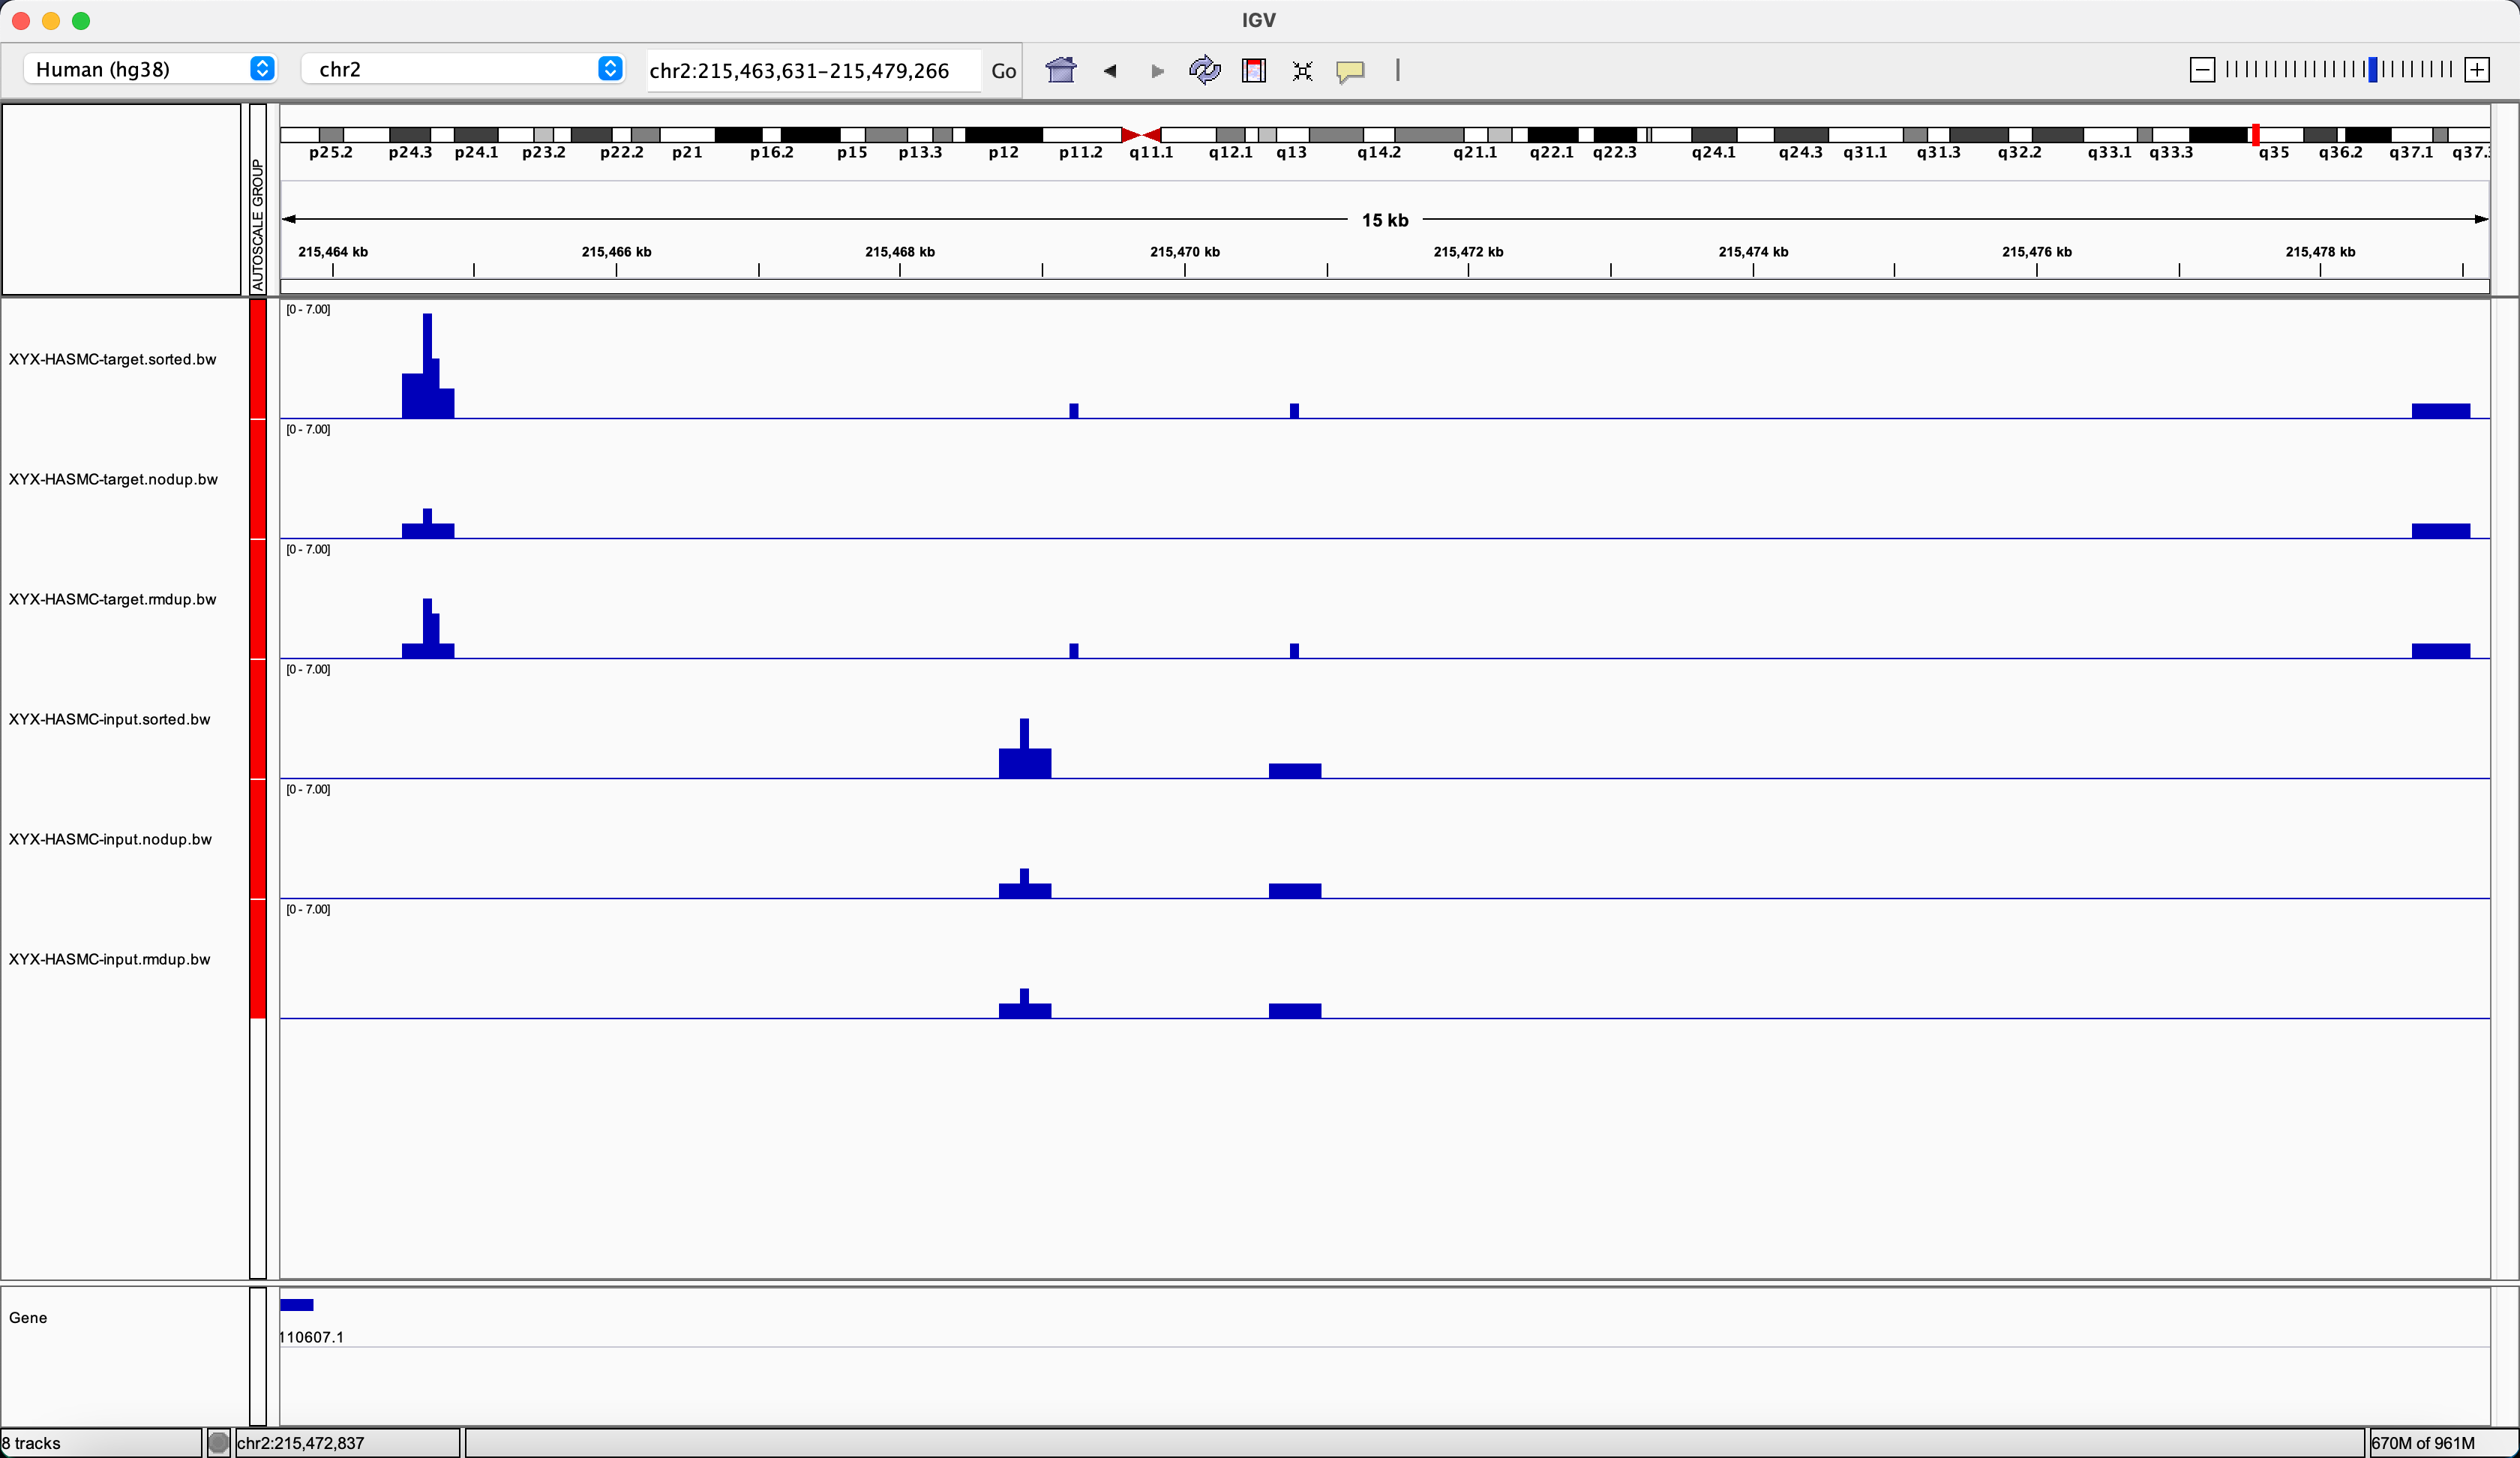 IGV
Human (hg38) chr2 chr2:215,463,631-215,479,266 Go
AUTOSCALE GROUP
p25.2 p24.3 p24.1 p23.2 p22.2 p21 p16.2 p15 p13.3 p12 p11.2 q11.1 q12.1 q13 q14.2 q21.1 q22.1 q22.3 q24.1 q24.3 q31.1 q31.3 q32.2 q33.1 q33.3 q35 q36.2 q37.1 q37.
15 kb
215,464 kb 215,466 kb 215,468 kb 215,470 kb 215,472 kb 215,474 kb 215,476 kb 215,478 kb
[0 - 7.00]
XYX-HASMC-target.sorted.bw
[0 - 7.00]
XYX-HASMC-target.nodup.bw
[0 - 7.00]
XYX-HASMC-target.rmdup.bw
[0 - 7.00]
XYX-HASMC-input.sorted.bw
[0 - 7.00]
XYX-HASMC-input.nodup.bw
[0 - 7.00]
XYX-HASMC-input.rmdup.bw
Gene
110607.1
8 tracks chr2:215,472,837 670M of 961M